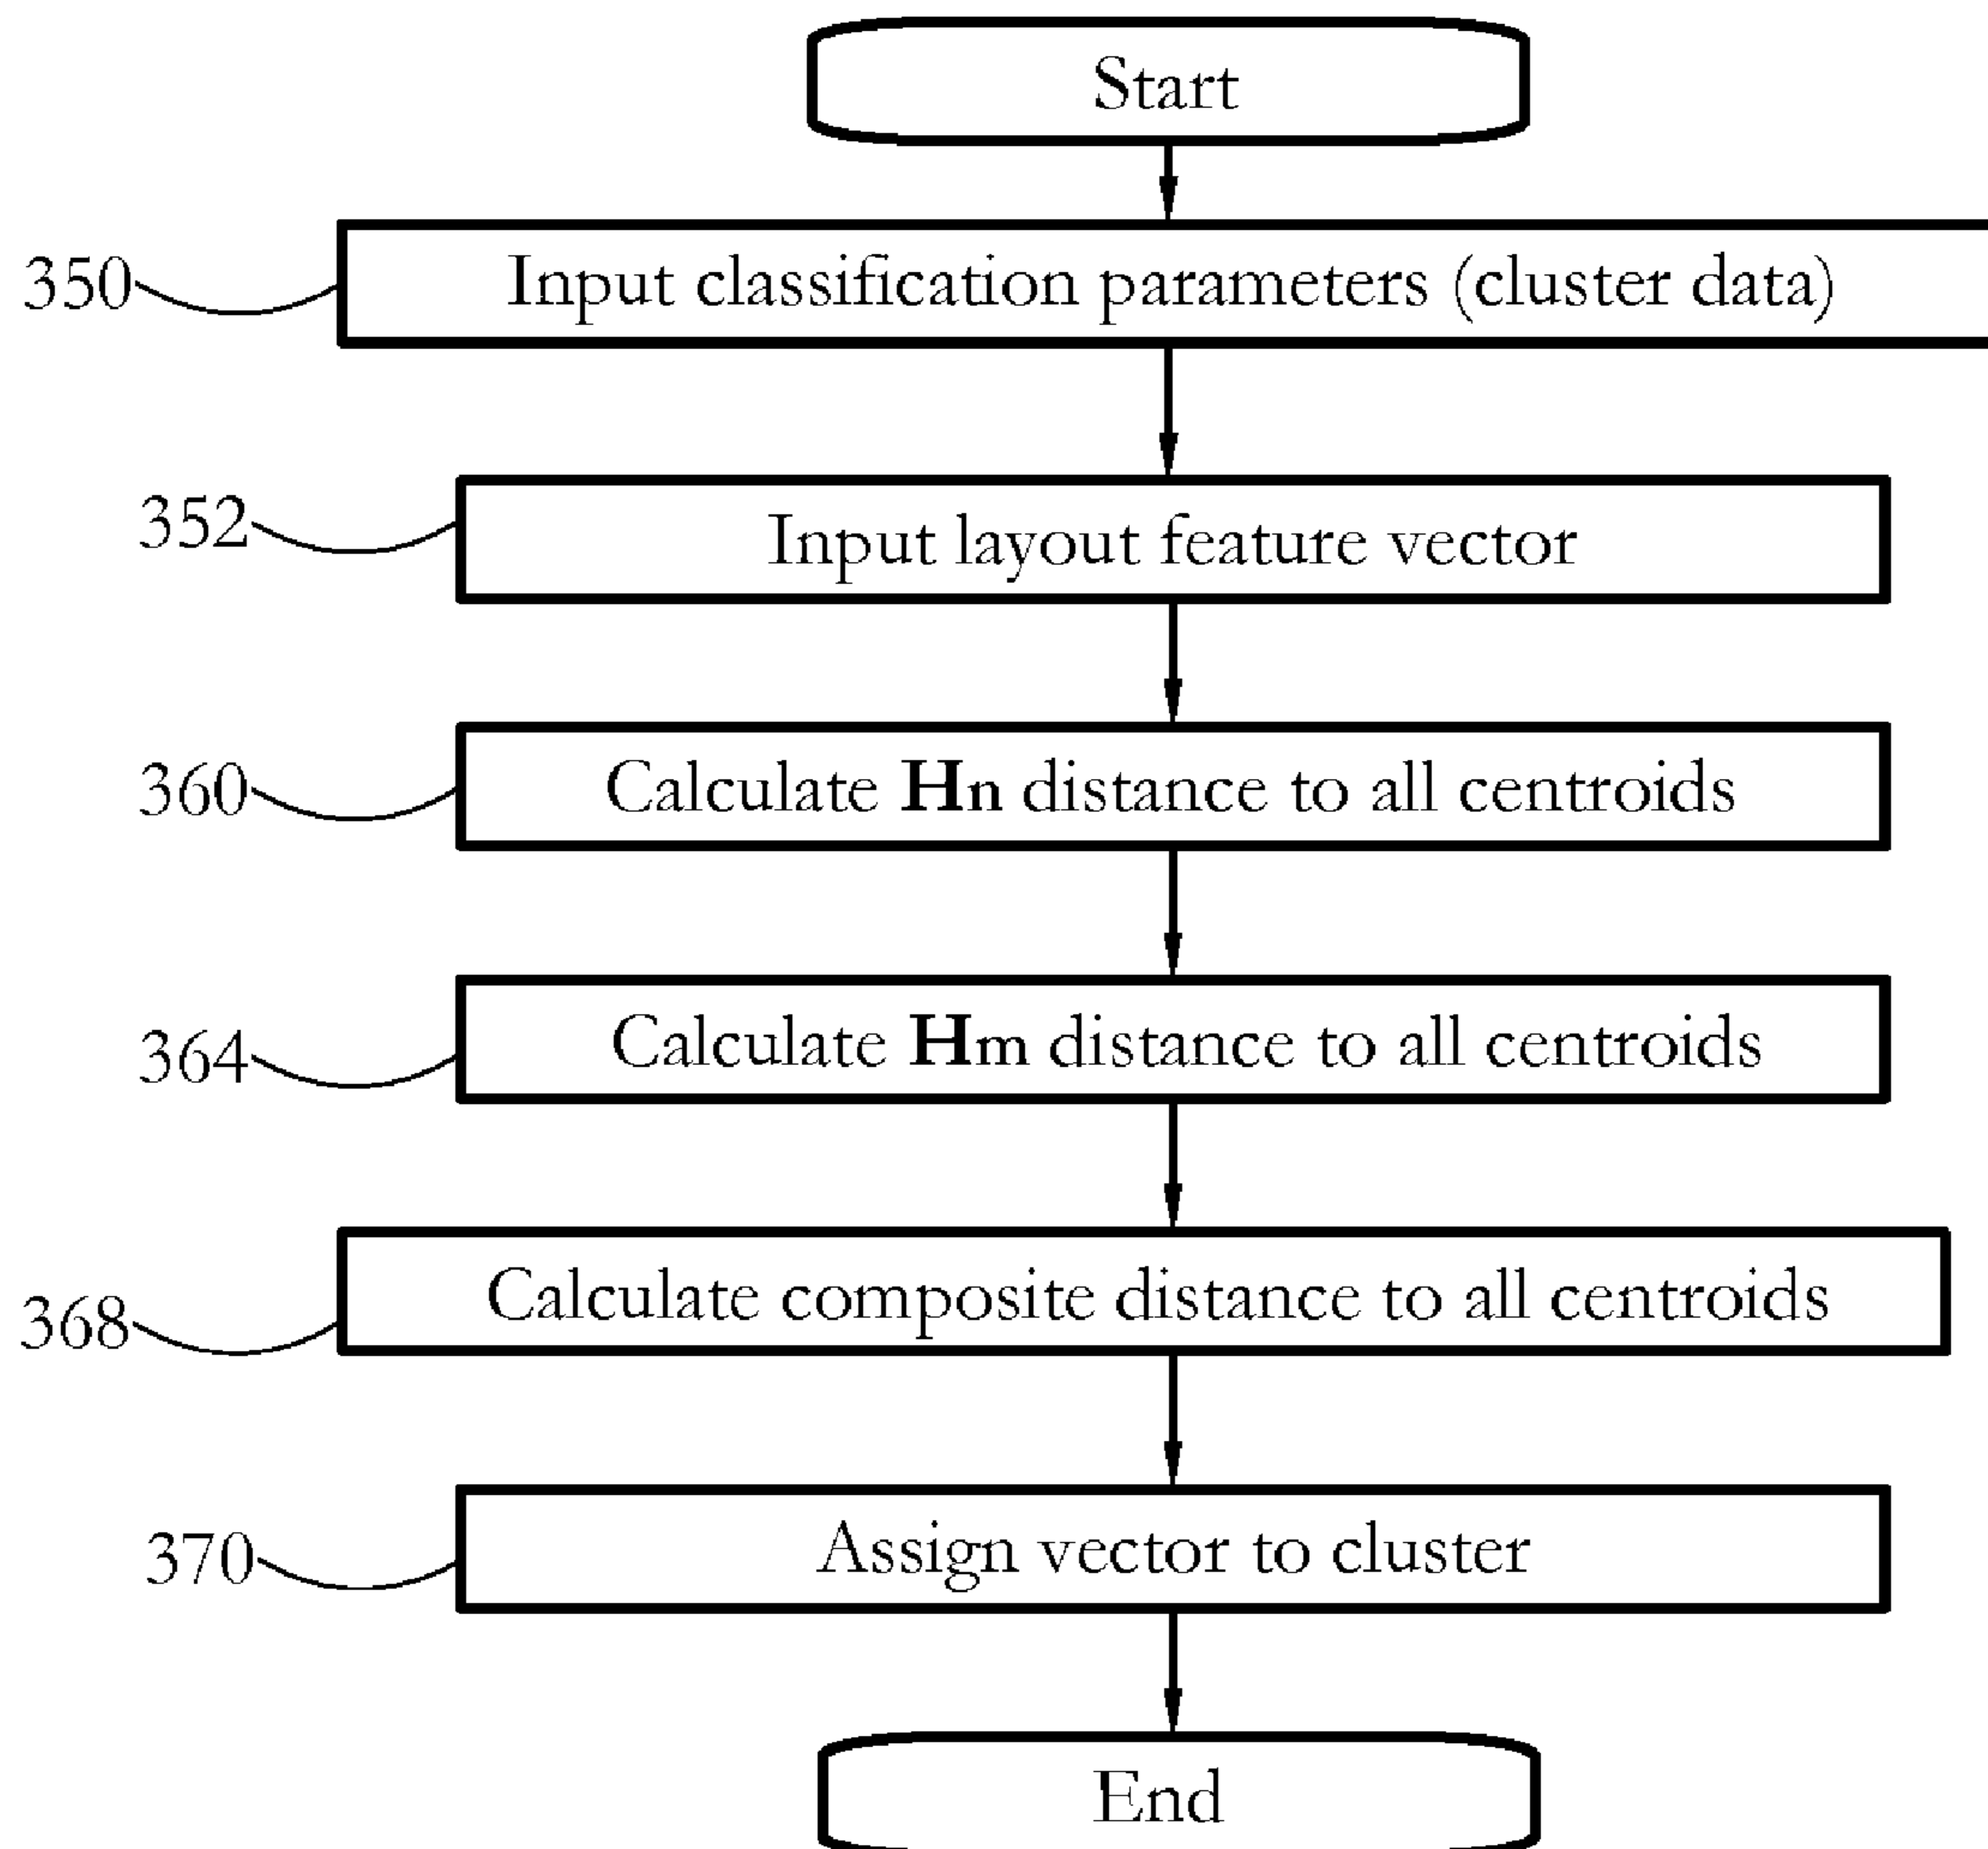 Start
350 Input classification parameters (cluster data)
352 Input layout feature vector
360 Calculate Hn distance to all centroids
364 Calculate Hm distance to all centroids
368 Calculate composite distance to all centroids
370 Assign vector to cluster
End